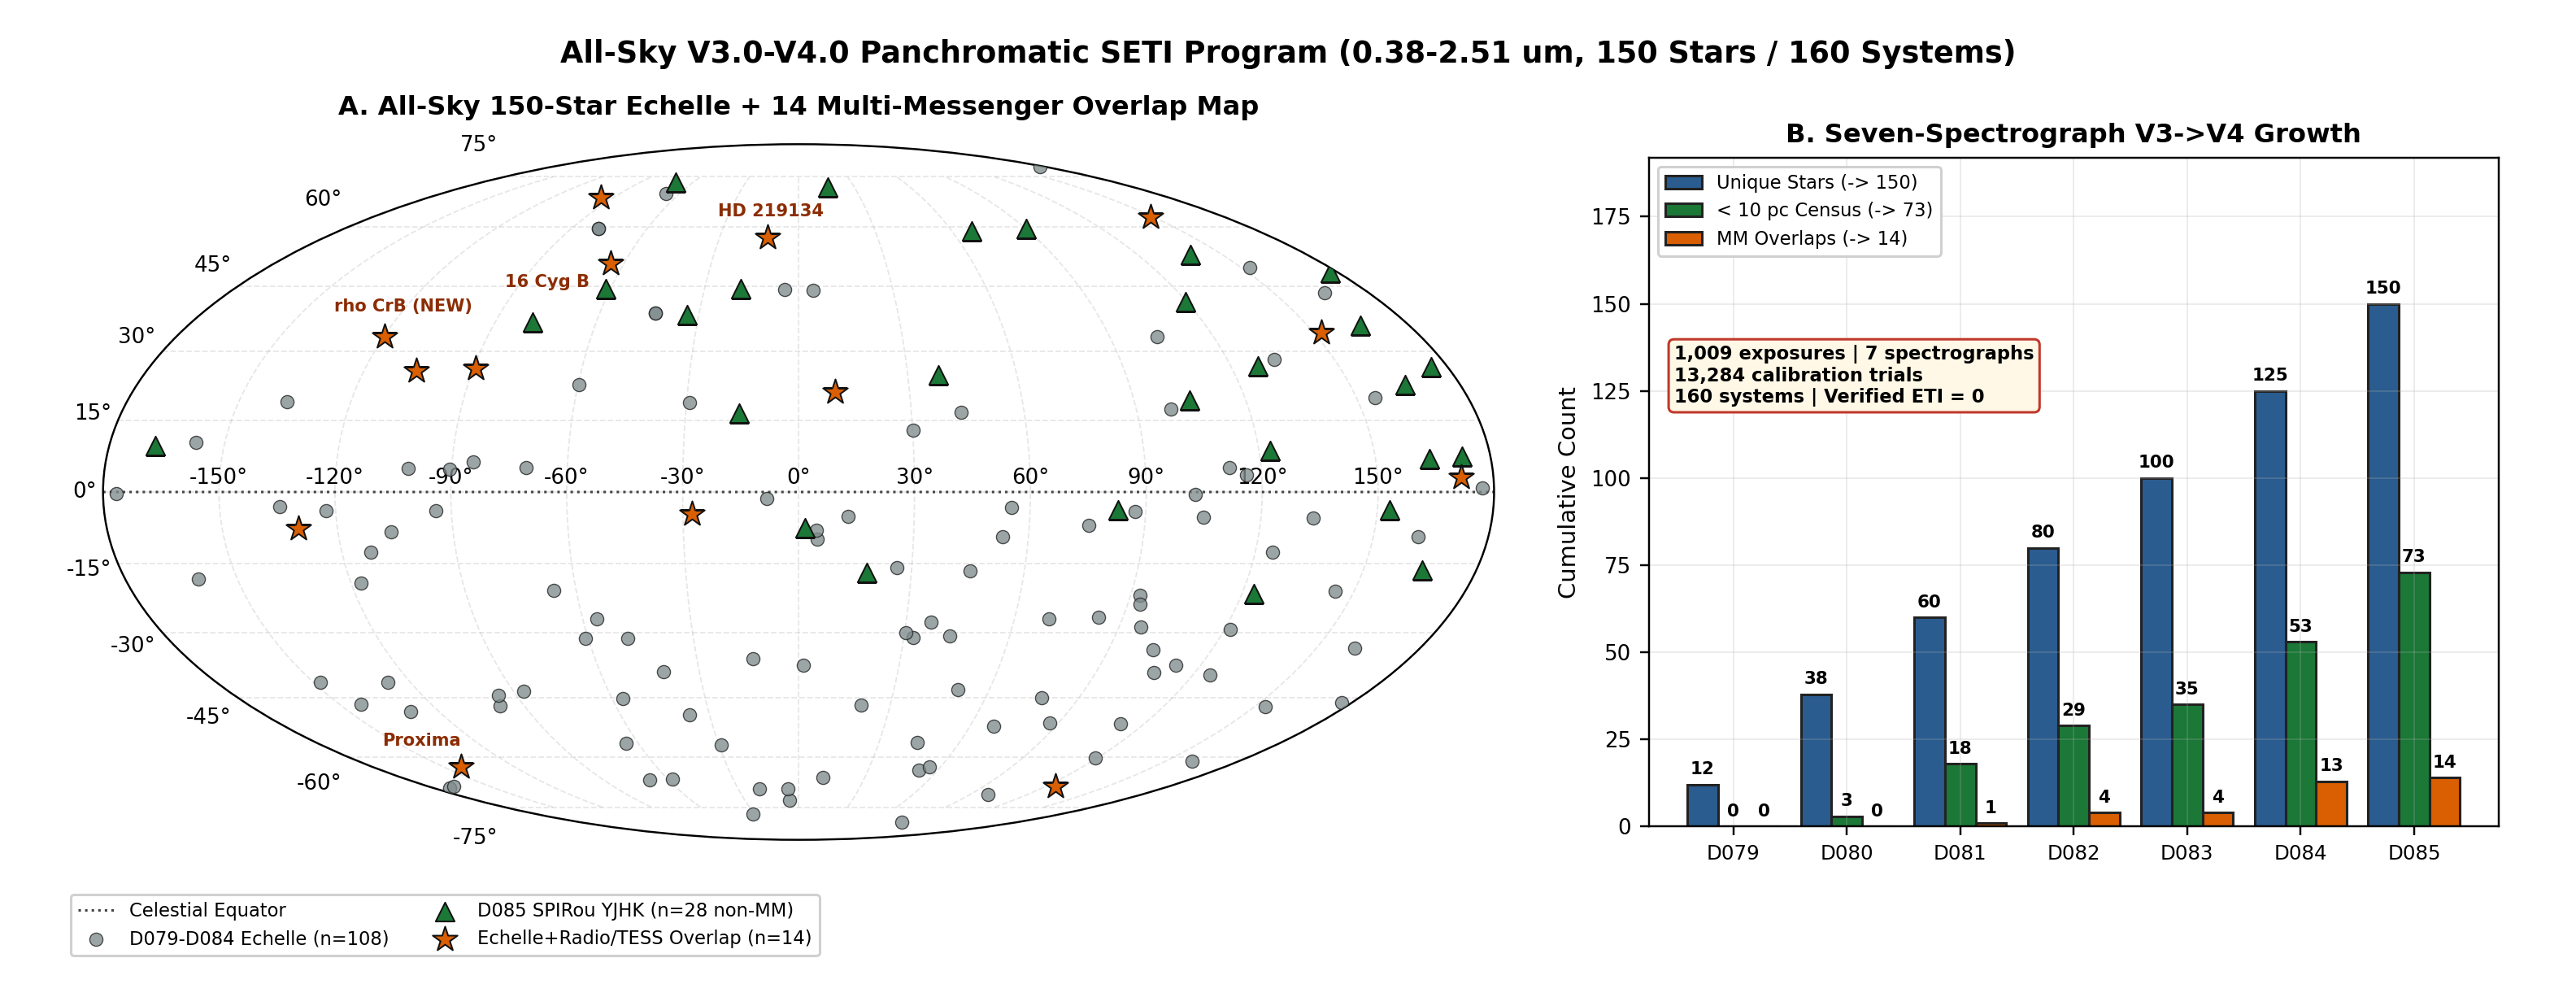 All-Sky V3.0-V4.0 Panchromatic SETI Program (0.38-2.51 um, 150 Stars / 160 Systems)
A. All-Sky 150-Star Echelle + 14 Multi-Messenger Overlap Map
75°
60°
45°
30°
15°
0°
-15°
-30°
-45°
-60°
-75°
-150° -120° -90° -60° -30° 0° 30° 60° 90° 120° 150°
HD 219134
16 Cyg B
rho CrB (NEW)
Proxima
Celestial Equator
D079-D084 Echelle (n=108)
D085 SPIRou YJHK (n=28 non-MM)
Echelle+Radio/TESS Overlap (n=14)
B. Seven-Spectrograph V3->V4 Growth
Unique Stars (-> 150)
< 10 pc Census (-> 73)
MM Overlaps (-> 14)
1,009 exposures | 7 spectrographs
13,284 calibration trials
160 systems | Verified ETI = 0
Cumulative Count
175
150
125
100
75
50
25
0
12 0 0
38 3 0
60 18 1
80 29 4
100 35 4
125 53 13
150 73 14
D079 D080 D081 D082 D083 D084 D085